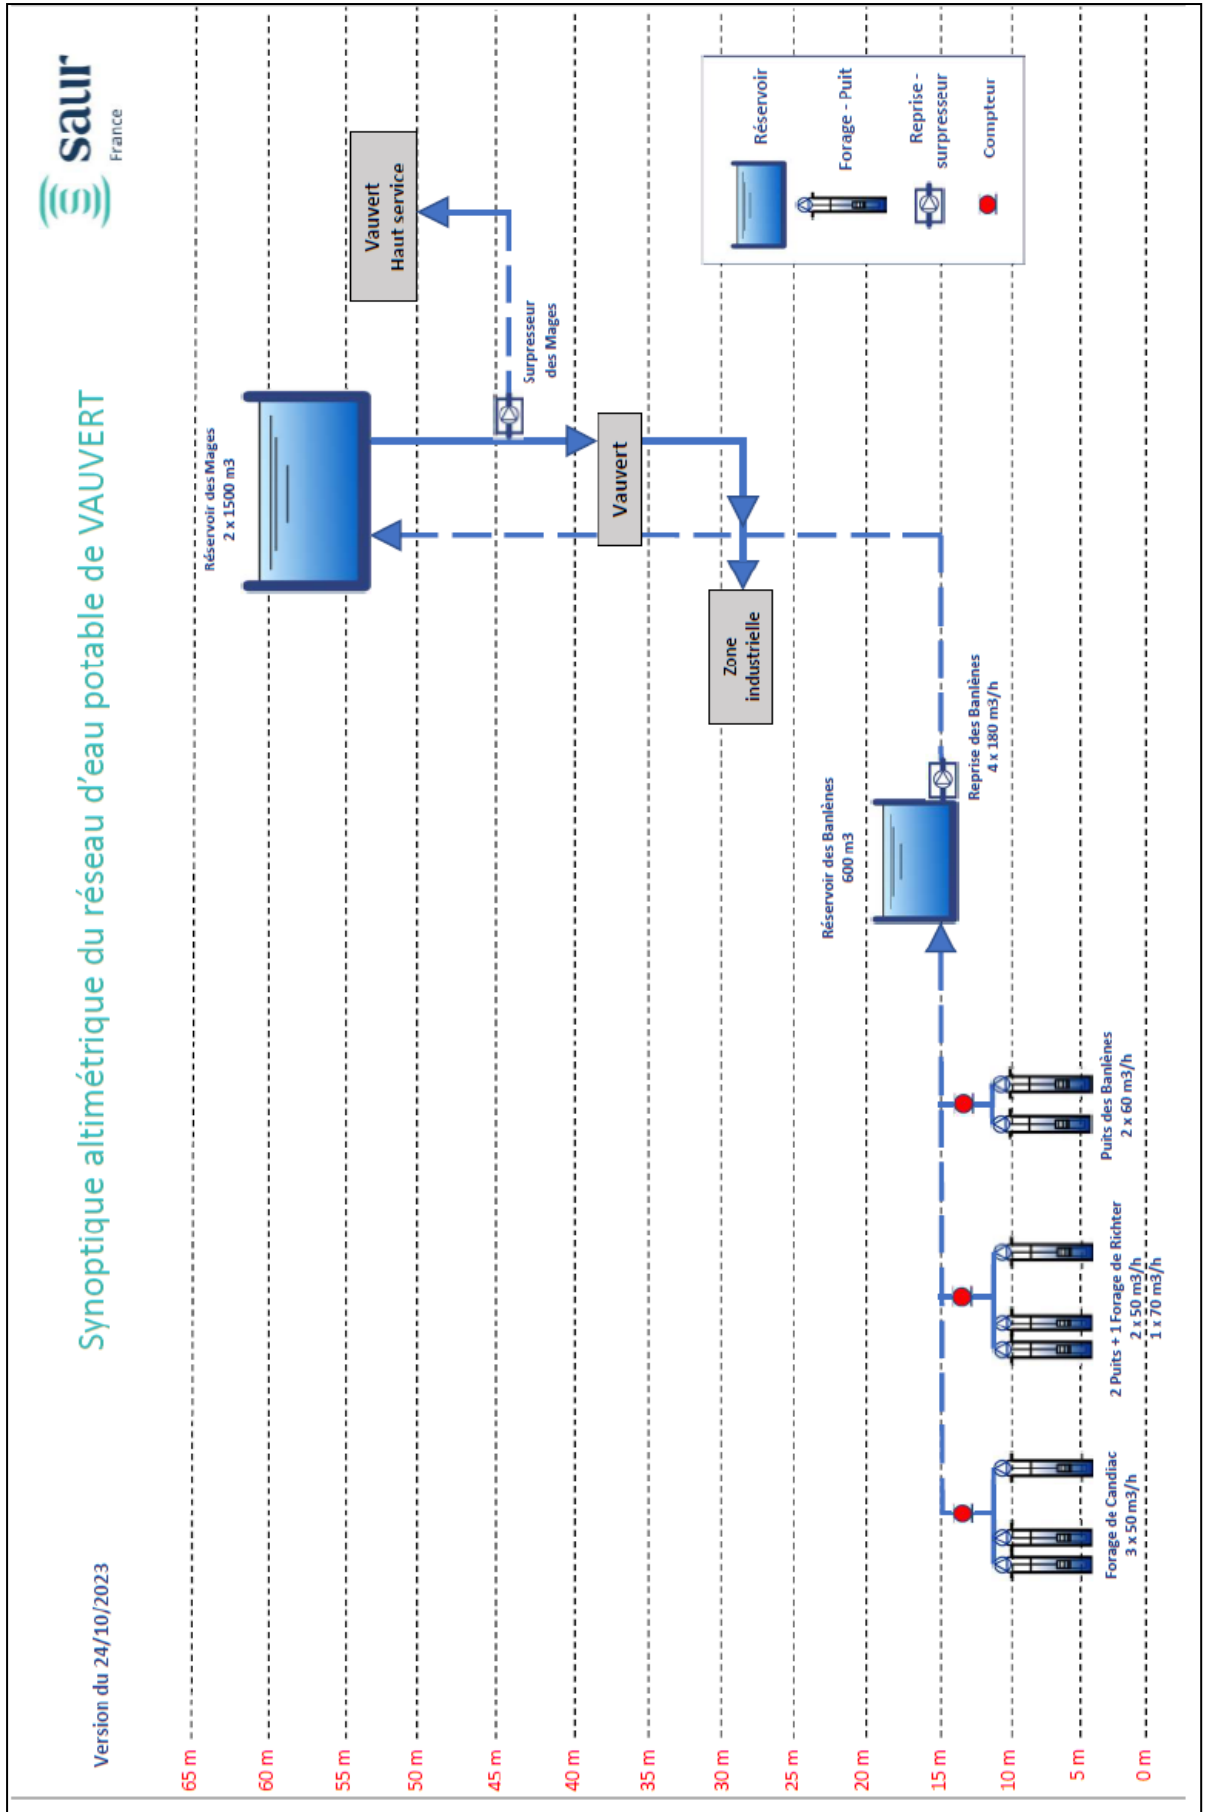 Version du 24/10/2023
Synoptique altimétrique du réseau d'eau potable de VAUVERT
saur
France
65 m
60 m
55 m
50 m
45 m
40 m
35 m
30 m
25 m
20 m
15 m
10 m
5 m
0 m
Réservoir des Mages
2 x 1500 m3
Vauvert
Haut service
Surpresseur
des Mages
Vauvert
Zone
industrielle
Réservoir des Banlènes
600 m3
Reprise des Banlènes
4 x 180 m3/h
Forage de Candiac
3 x 50 m3/h
2 Puits + 1 Forage de Richter
2 x 50 m3/h
1 x 70 m3/h
Puits des Banlènes
2 x 60 m3/h
Réservoir
Forage - Puit
Reprise -
surpresseur
Compteur